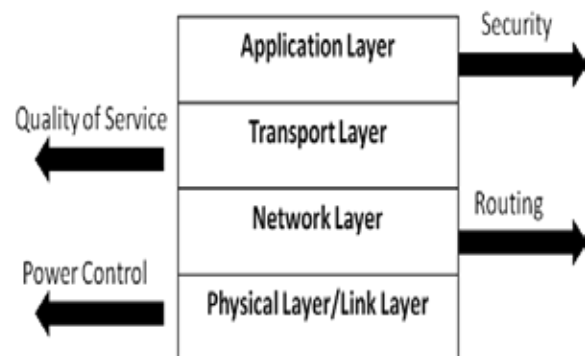 Security
Application Layer
Quality of Service
Transport Layer
Routing
Network Layer
Power Control
Physical Layer/Link Layer